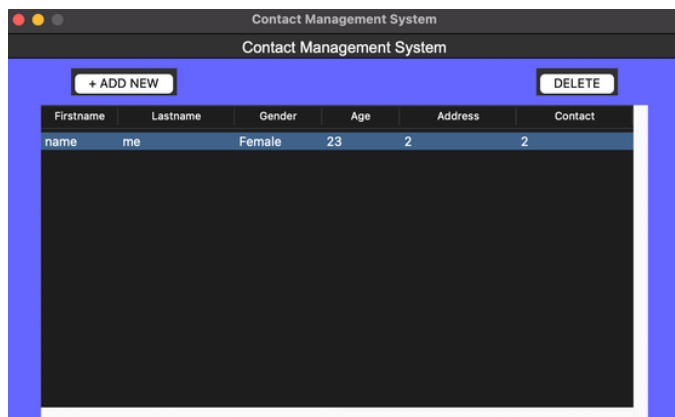 Contact Management System
Contact Management System
+ ADD NEW DELETE
Firstname Lastname Gender Age Address Contact
name me Female 23 2 2